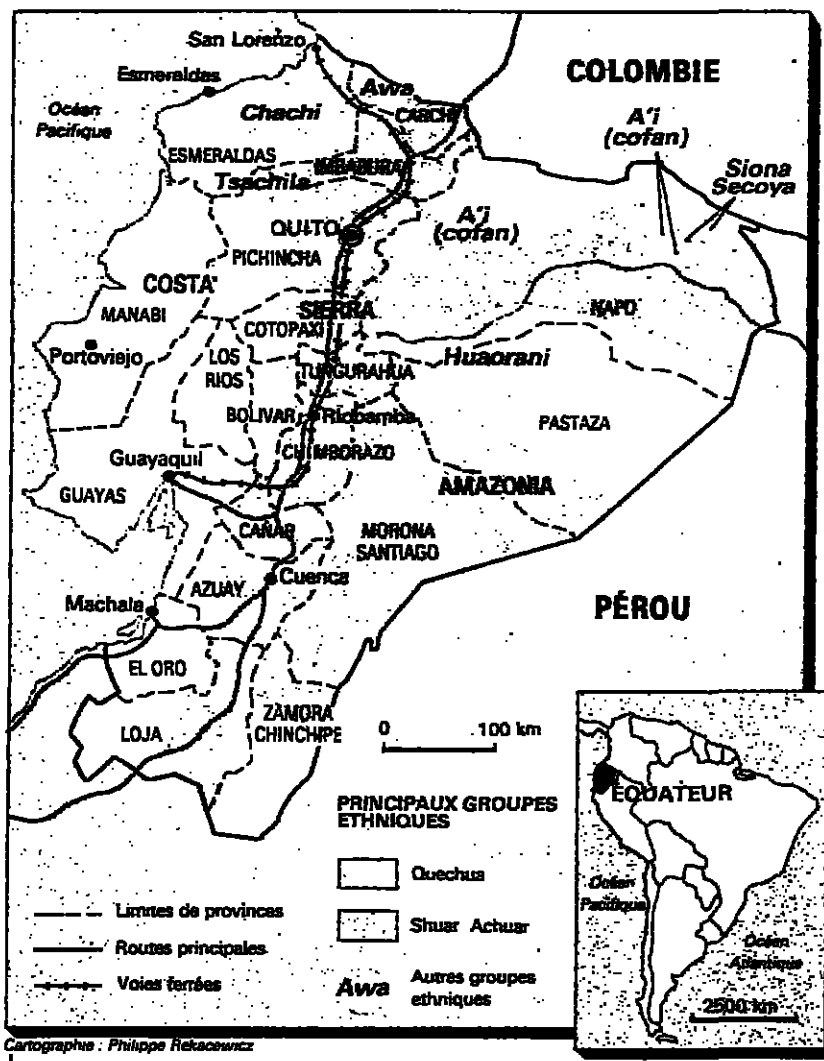 San Lorenzo
Esmeraldas
Océan
Pacifique
Awa
COLOMBIE
Chachi
CARCHI
A'i
(cofan)
ESMERALDAS
IMBABURA
Siona
Secoya
Tsachila
A'i
(cofan)
QUITO
PICHINCHA
COSTA
MANABI
SIERRA
NAPO
COTOPAXI
Portoviejo
LOS
RIOS
Huaorani
TUNGURAHUA
BOLIVAR
Riobamba
PASTAZA
CHIMBORAZO
Guayaquil
AMAZONIA
GUAYAS
CAÑAR
MORONA
SANTIAGO
AZUAY
Cuenca
Machala
PÉROU
EL ORO
LOJA
ZAMORA
CHINCHIPE
0 100 km
PRINCIPAUX GROUPES
ETHNIQUES
Quechua
Shuar Achuar
Awa Autres groupes
ethniques
Limites de provinces
Routes principales
Voies ferrées
ÉQUATEUR
Océan
Pacifique
Océan
Atlantique
2500 km
Cartographie : Philippe Rekacewicz